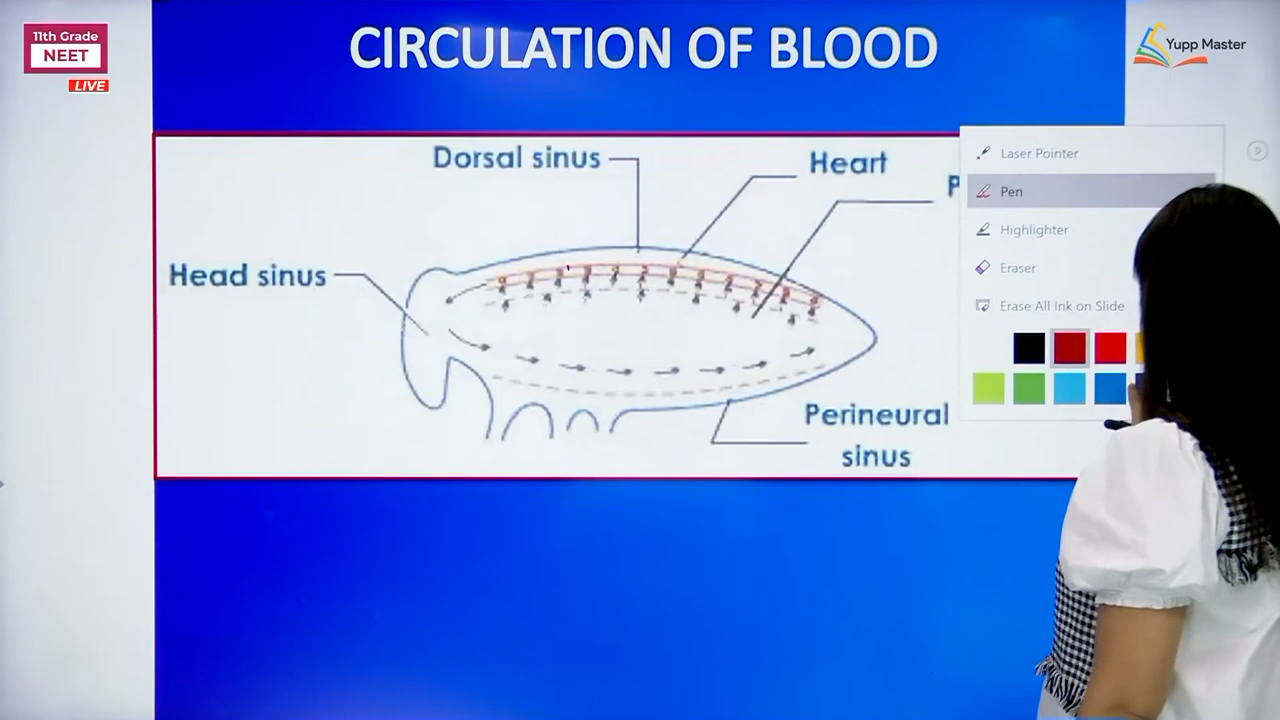 11th Grade
NEET
LIVE
CIRCULATION OF BLOOD
Yupp Master
Dorsal sinus
Heart
P
Head sinus
Perineural
sinus
Laser Pointer
Pen
Highlighter
Eraser
Erase All Ink on Slide